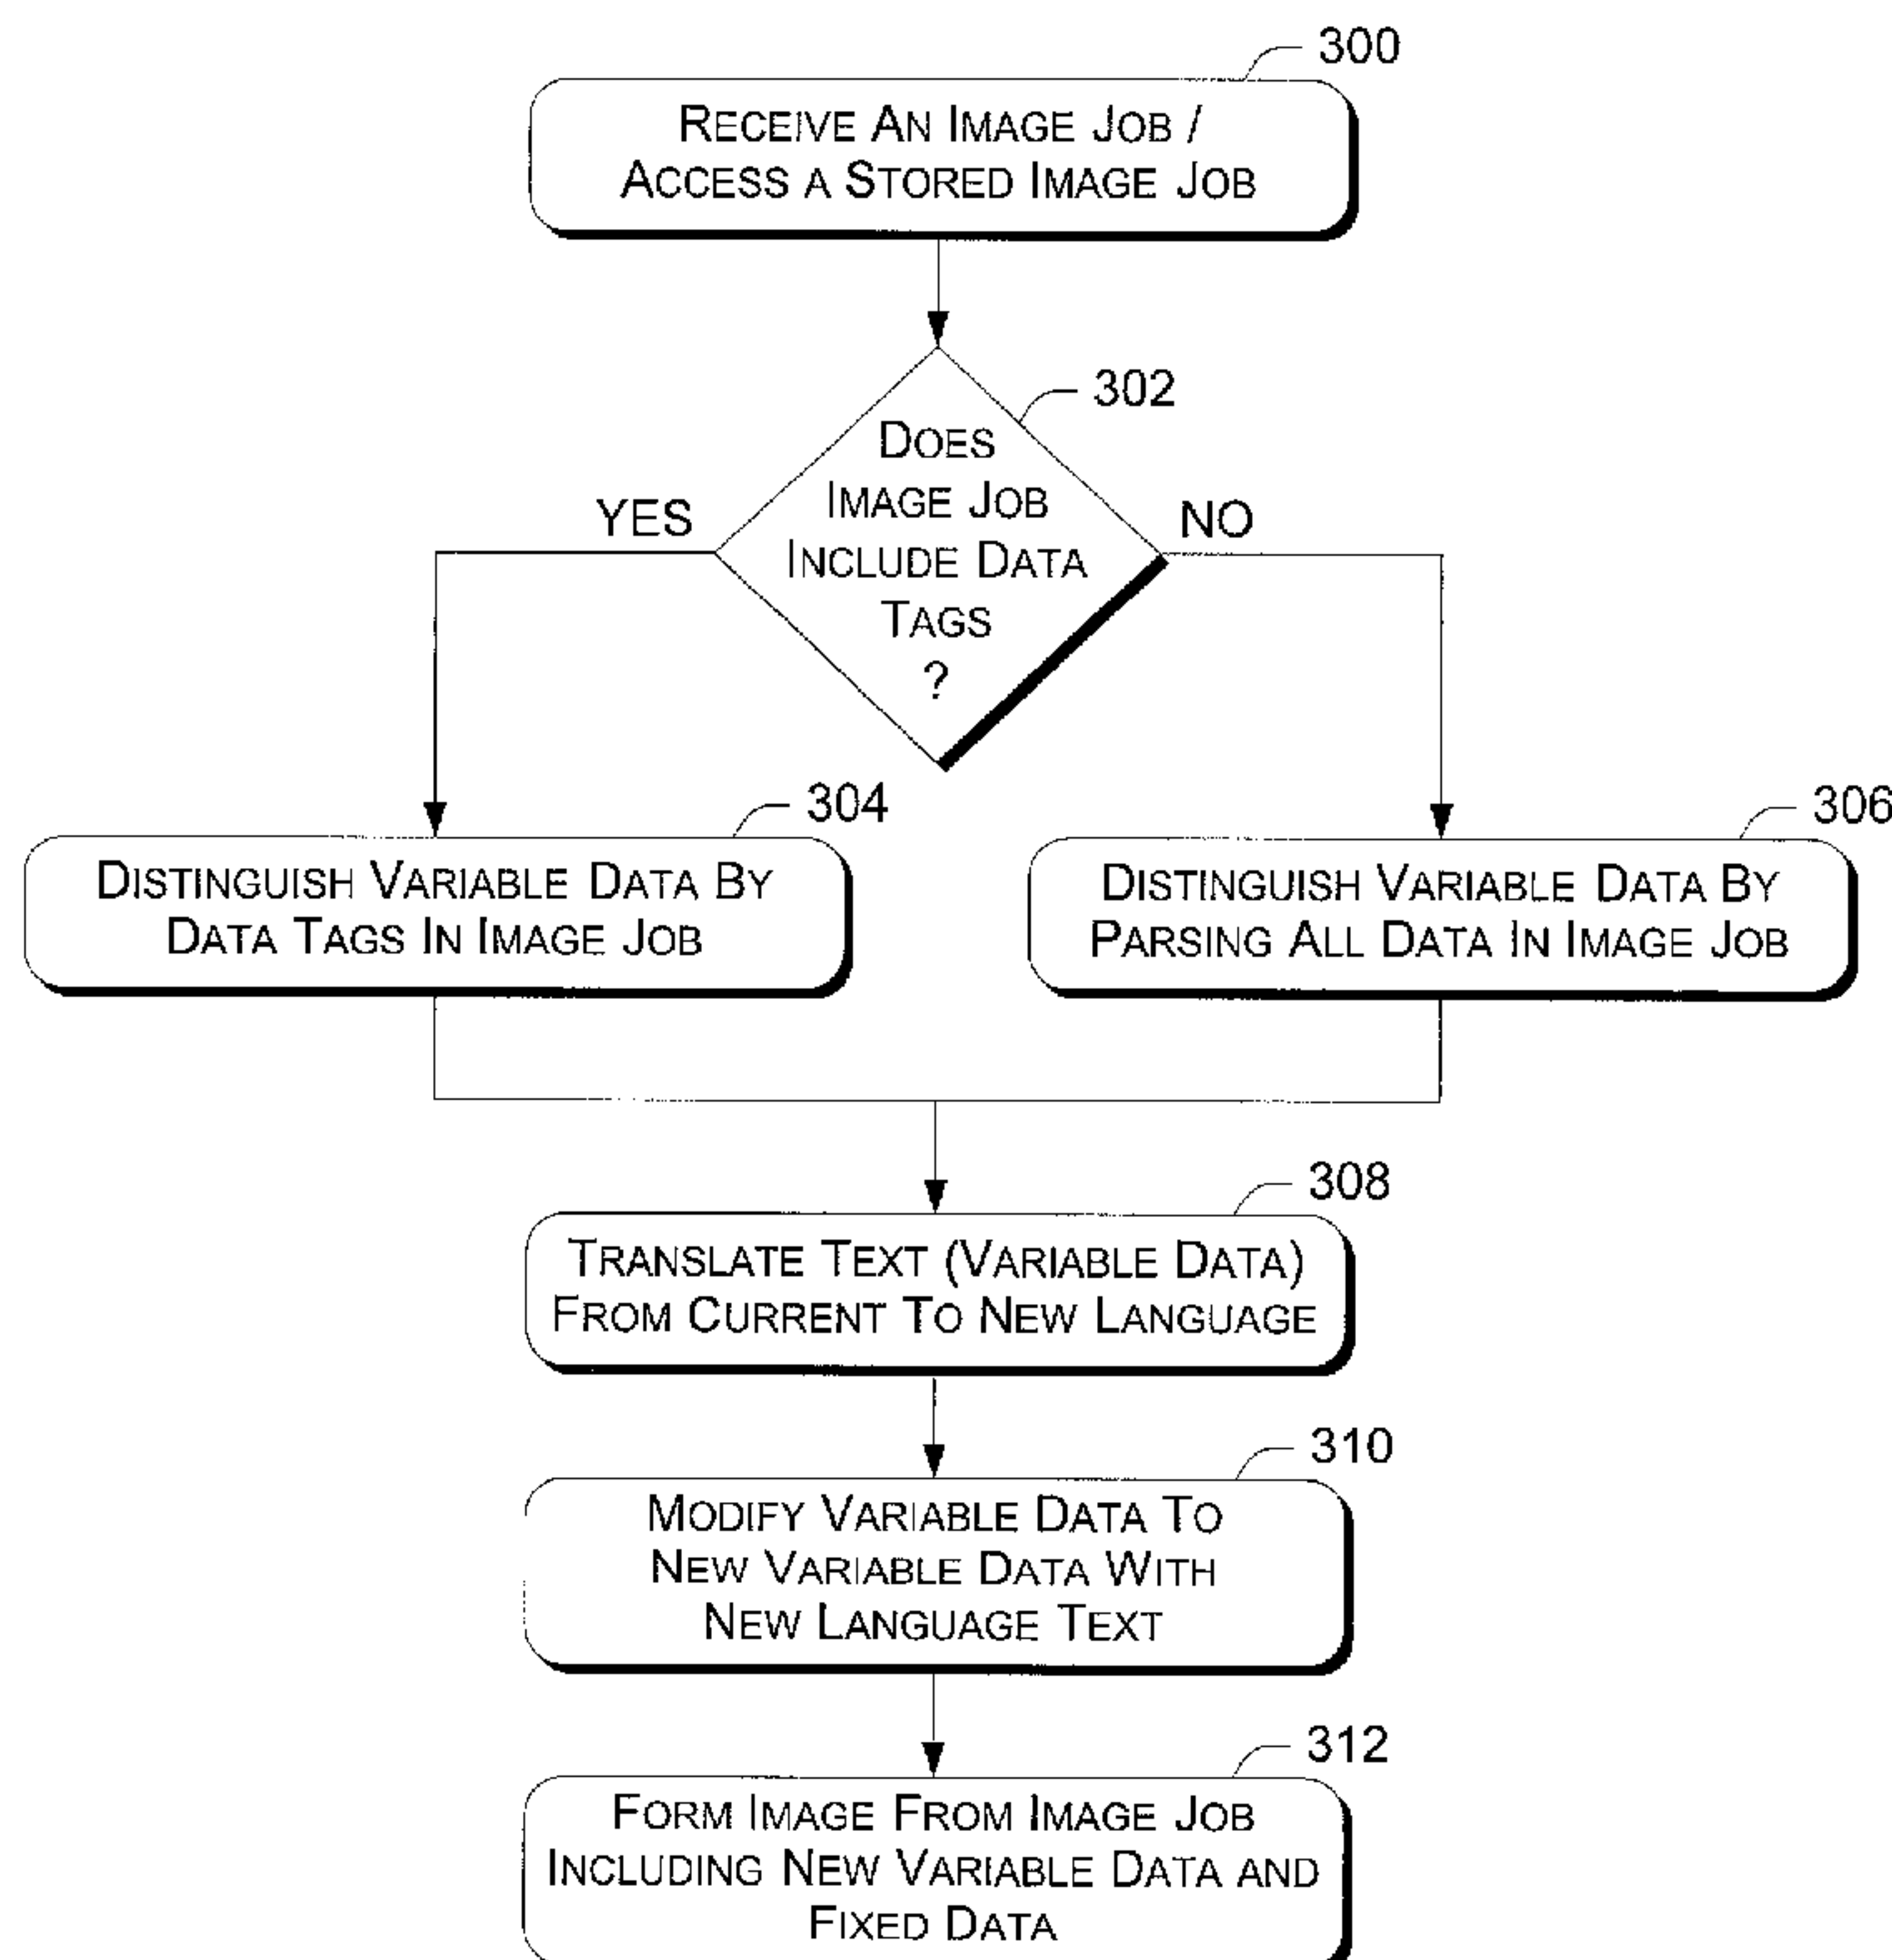 300
RECEIVE AN IMAGE JOB /
ACCESS A STORED IMAGE JOB
302
DOES
IMAGE JOB
INCLUDE DATA
TAGS
?
YES
NO
304
DISTINGUISH VARIABLE DATA BY
DATA TAGS IN IMAGE JOB
306
DISTINGUISH VARIABLE DATA BY
PARSING ALL DATA IN IMAGE JOB
308
TRANSLATE TEXT (VARIABLE DATA)
FROM CURRENT TO NEW LANGUAGE
310
MODIFY VARIABLE DATA TO
NEW VARIABLE DATA WITH
NEW LANGUAGE TEXT
312
FORM IMAGE FROM IMAGE JOB
INCLUDING NEW VARIABLE DATA AND
FIXED DATA